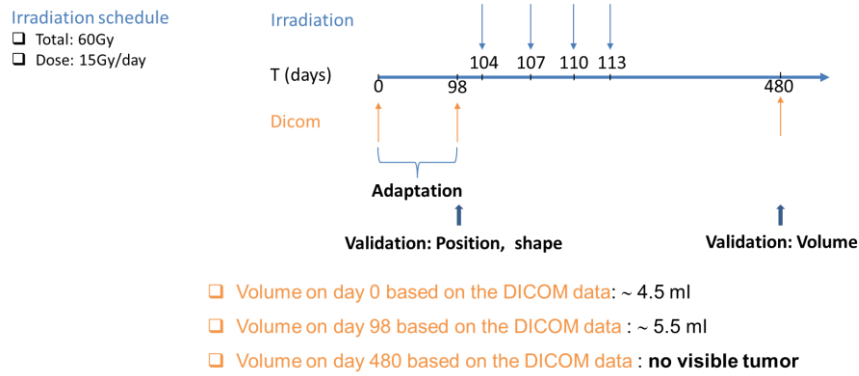 Irradiation schedule
❑ Total: 60Gy
❑ Dose: 15Gy/day
Irradiation
104 107 110 113
T (days)
0 98 480
Dicom
Adaptation
Validation: Position, shape
Validation: Volume
❑ Volume on day 0 based on the DICOM data: ~ 4.5 ml
❑ Volume on day 98 based on the DICOM data : ~ 5.5 ml
❑ Volume on day 480 based on the DICOM data : no visible tumor